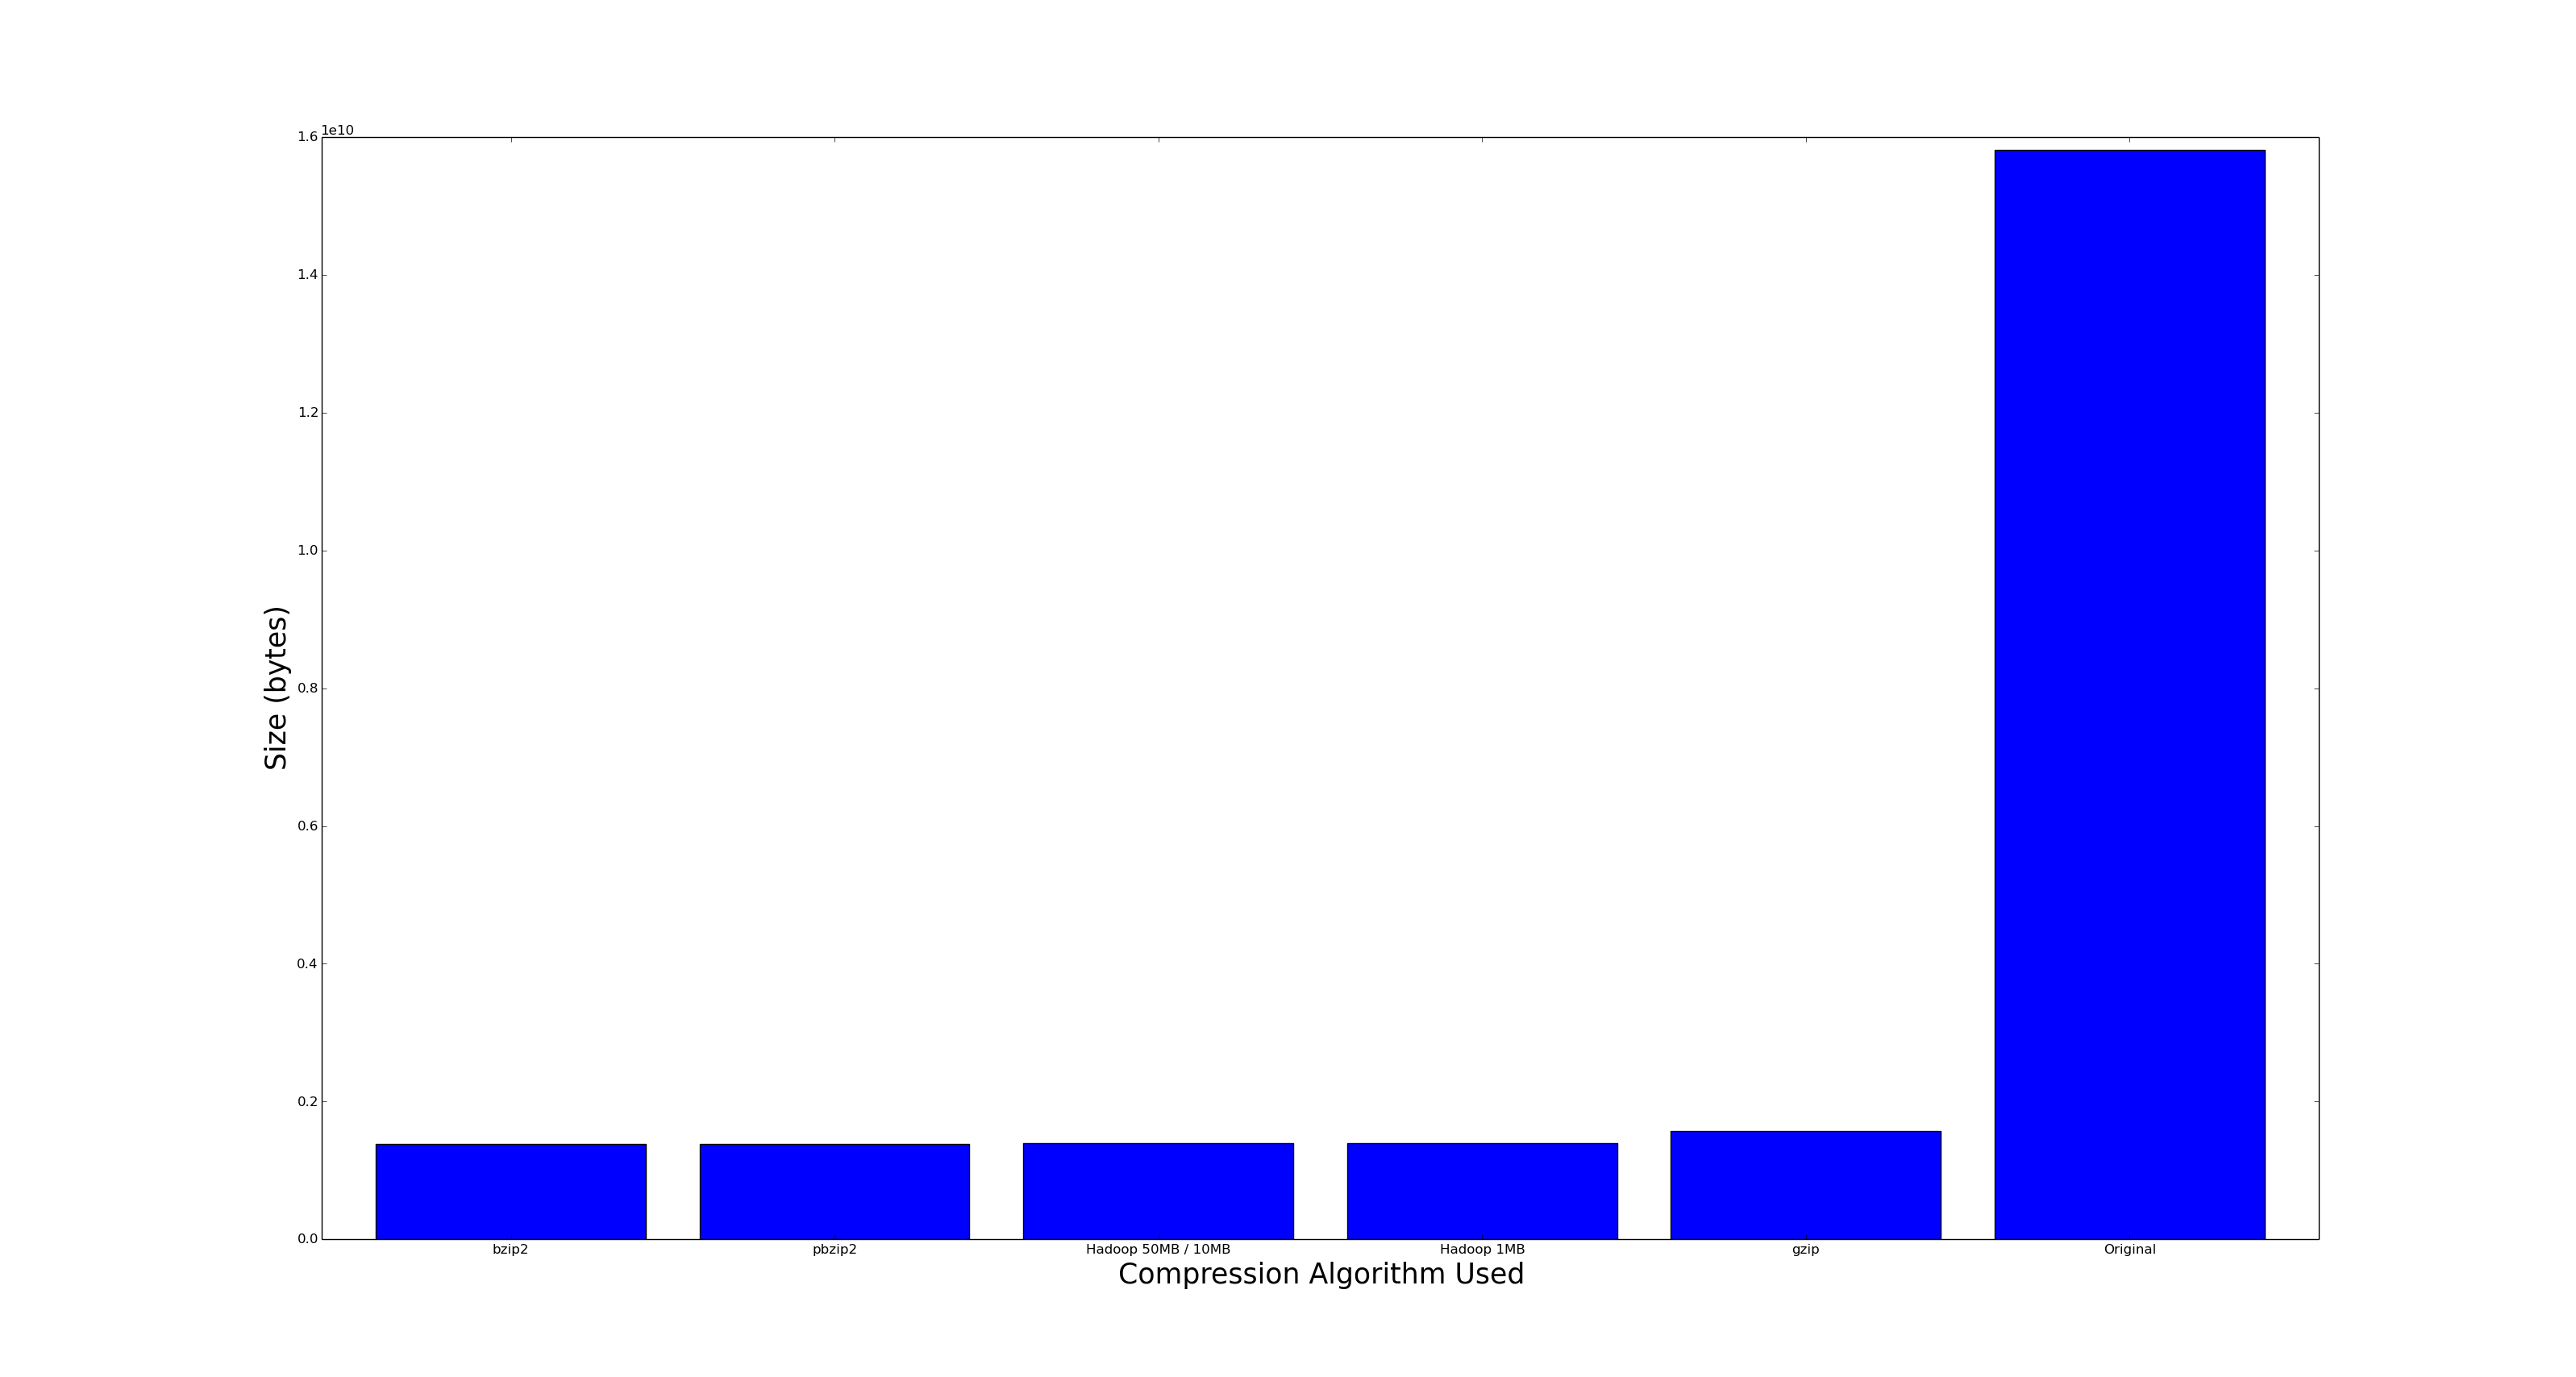 1e10
1.6
1.4
1.2
1.0
0.8
0.6
0.4
0.2
0.0
Size (bytes)
bzip2 pbzip2 Hadoop 50MB / 10MB Hadoop 1MB gzip Original
Compression Algorithm Used